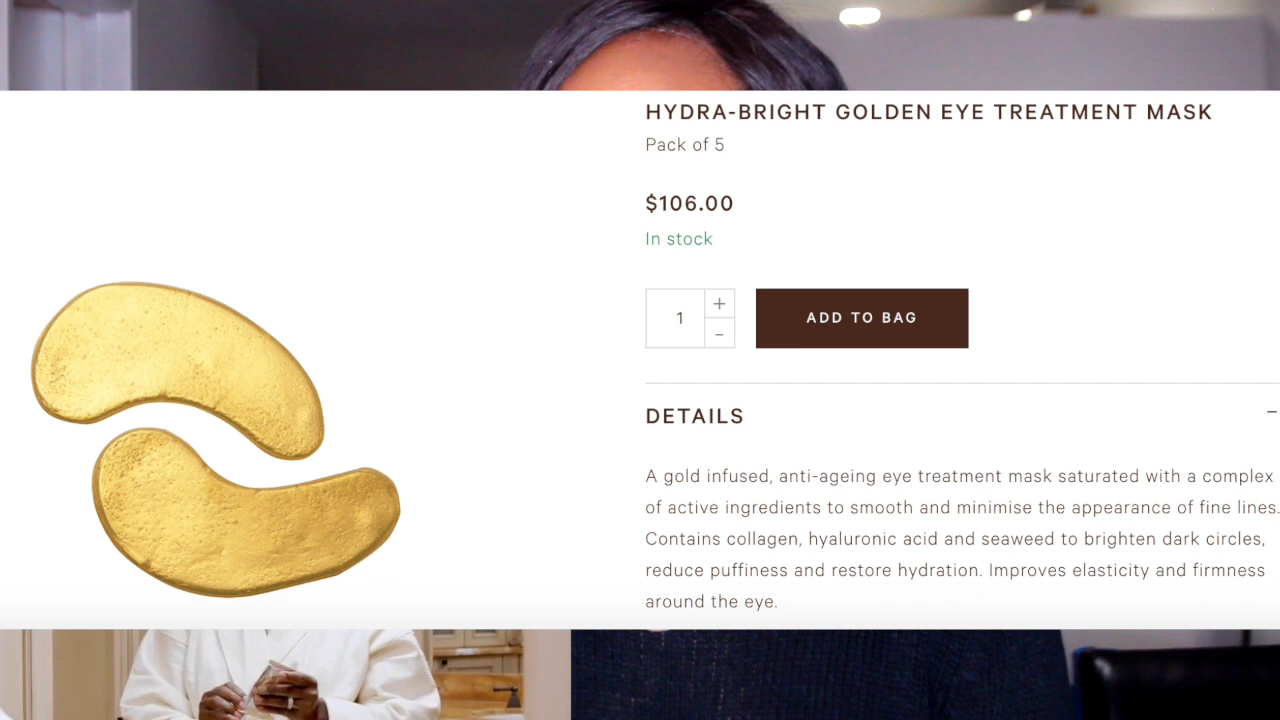 HYDRA-BRIGHT GOLDEN EYE TREATMENT MASK
Pack of 5
$106.00
In stock
1
+
−
ADD TO BAG
DETAILS
−
A gold infused, anti-ageing eye treatment mask saturated with a complex
of active ingredients to smooth and minimise the appearance of fine lines.
Contains collagen, hyaluronic acid and seaweed to brighten dark circles,
reduce puffiness and restore hydration. Improves elasticity and firmness
around the eye.